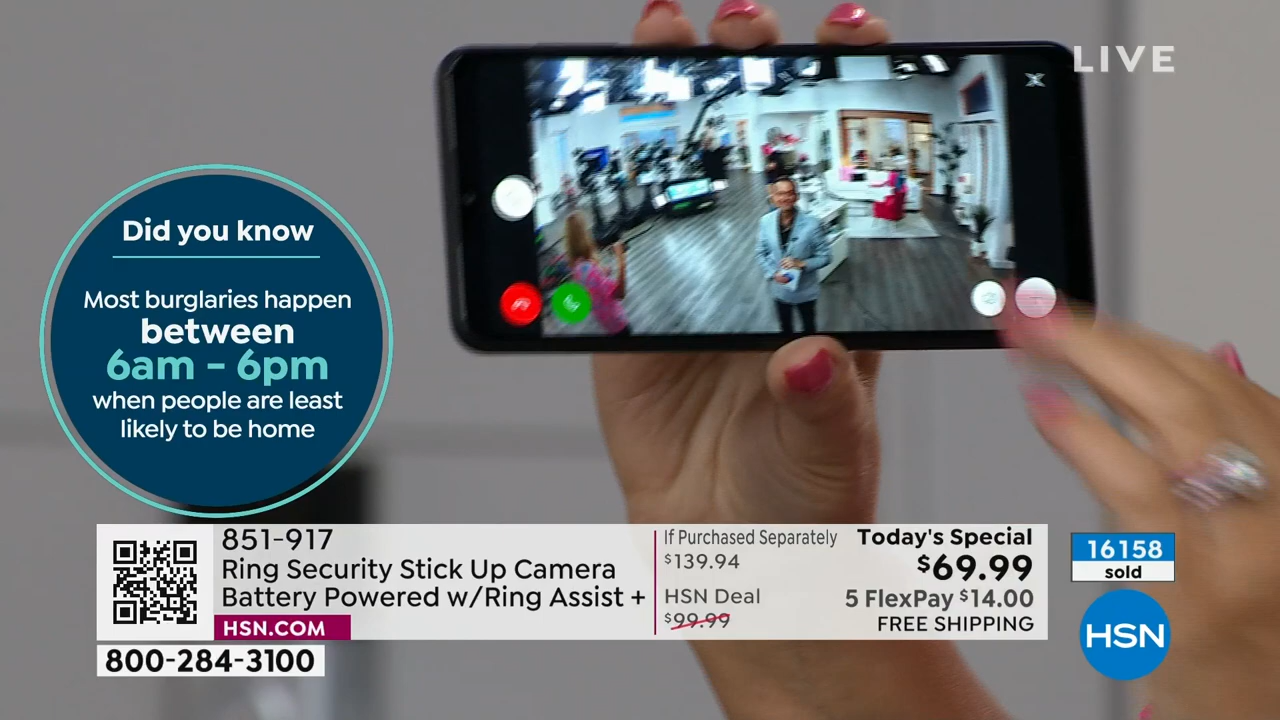 LIVE
Did you know
Most burglaries happen
between
6am - 6pm
when people are least
likely to be home
851-917
Ring Security Stick Up Camera
Battery Powered w/Ring Assist +
HSN.COM
800-284-3100
If Purchased Separately
$139.94
HSN Deal
$99.99
Today's Special
$69.99
5 FlexPay $14.00
FREE SHIPPING
16158
sold
HSN